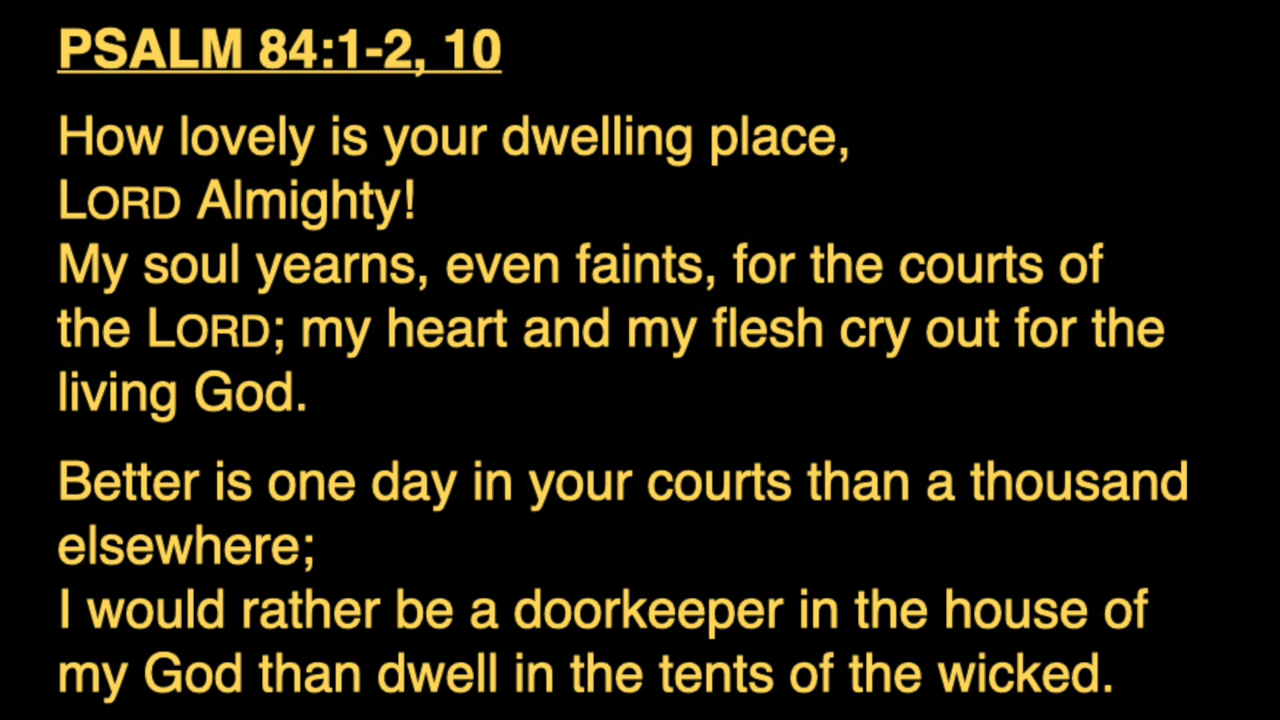 PSALM 84:1-2, 10
How lovely is your dwelling place,
LORD Almighty!
My soul yearns, even faints, for the courts of
the LORD; my heart and my flesh cry out for the
living God.
Better is one day in your courts than a thousand
elsewhere;
I would rather be a doorkeeper in the house of
my God than dwell in the tents of the wicked.